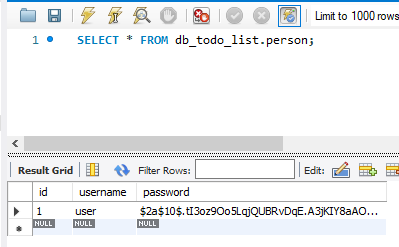 Limit to 1000 rows
1 SELECT * FROM db_todo_list.person;
Result Grid Filter Rows: Edit:
id username password
1 user $2a$10$.tI3oz9Oo5LqjQUBRvDqE.A3jKIY8aAO...
NULL NULL NULL